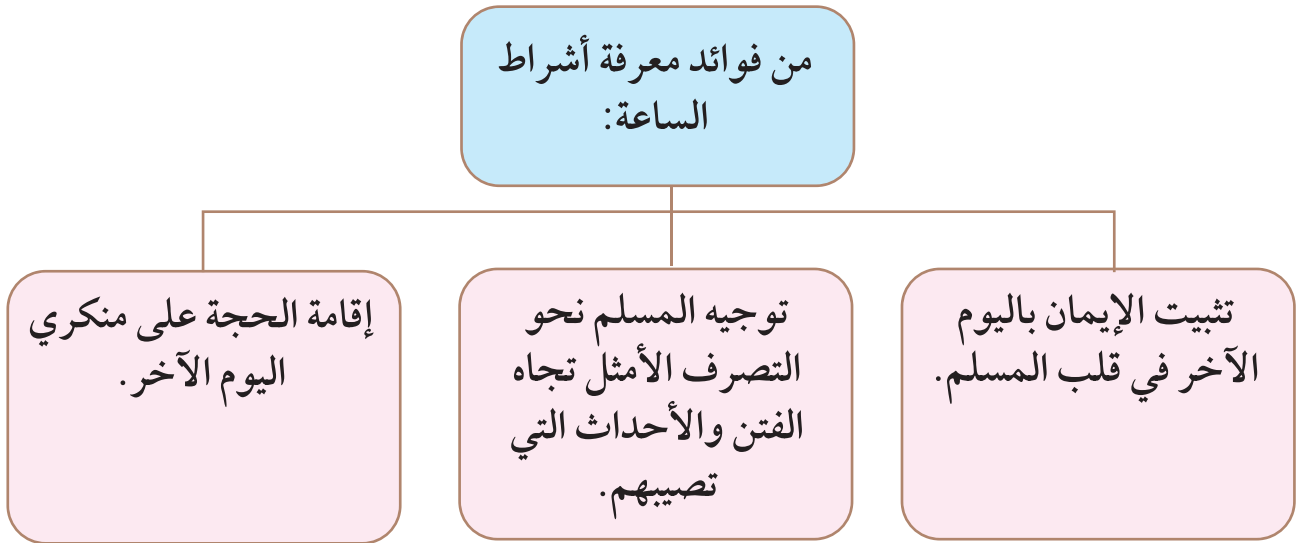 من فوائد معرفة أشراط
الساعة:
تثبيت الإيمان باليوم
الآخر في قلب المسلم.
توجيه المسلم نحو
التصرف الأمثل تجاه
الفتن والأحداث التي
تصيبهم.
إقامة الحجة على منكري
اليوم الآخر.